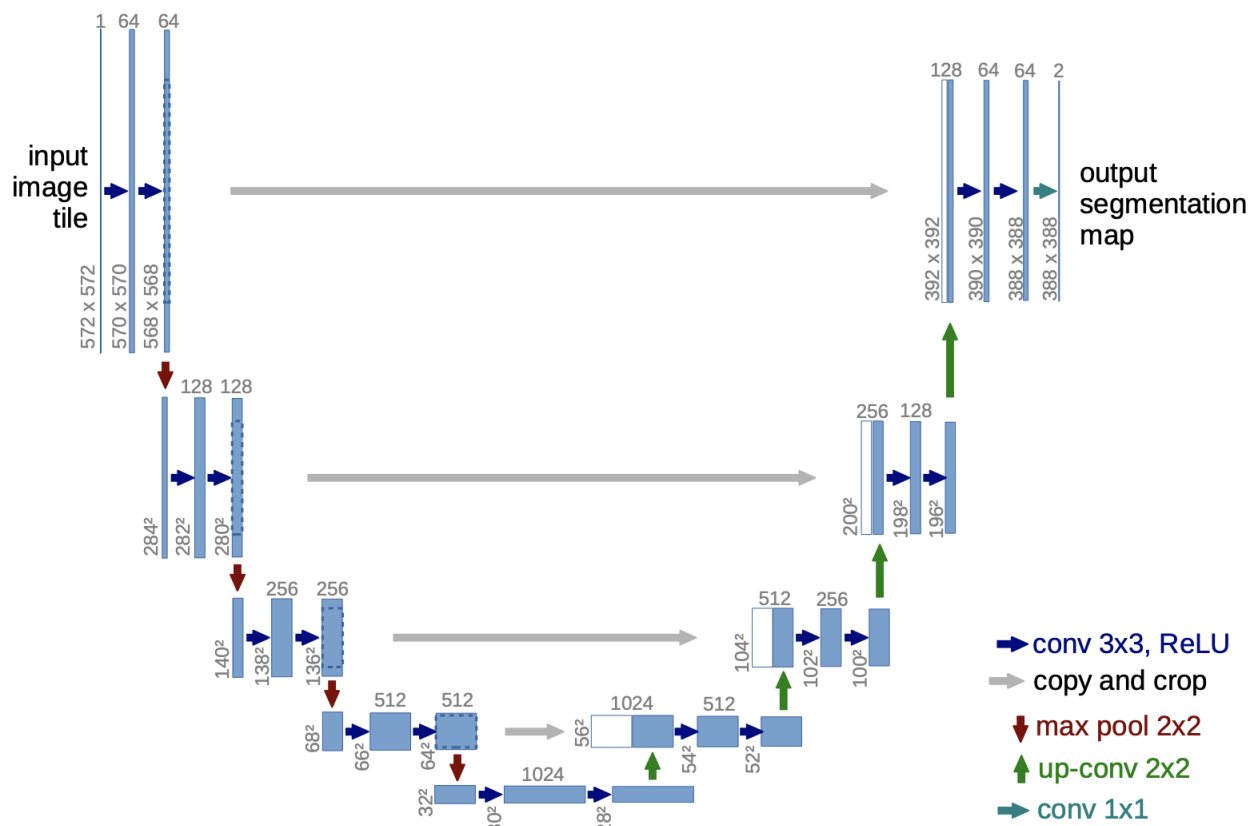 1 64 64
128 64 64 2
input
image
tile
output
segmentation
map
572 x 572
570 x 570
568 x 568
392 x 392
390 x 390
388 x 388
388 x 388
128 128
256 128
284²
282²
280²
200²
198²
196²
256 256
512 256
140²
138²
136²
104²
102²
100²
conv 3x3, ReLU
copy and crop
max pool 2x2
up-conv 2x2
conv 1x1
512 512
1024 512
68²
66²
64²
56²
54²
52²
1024
32²